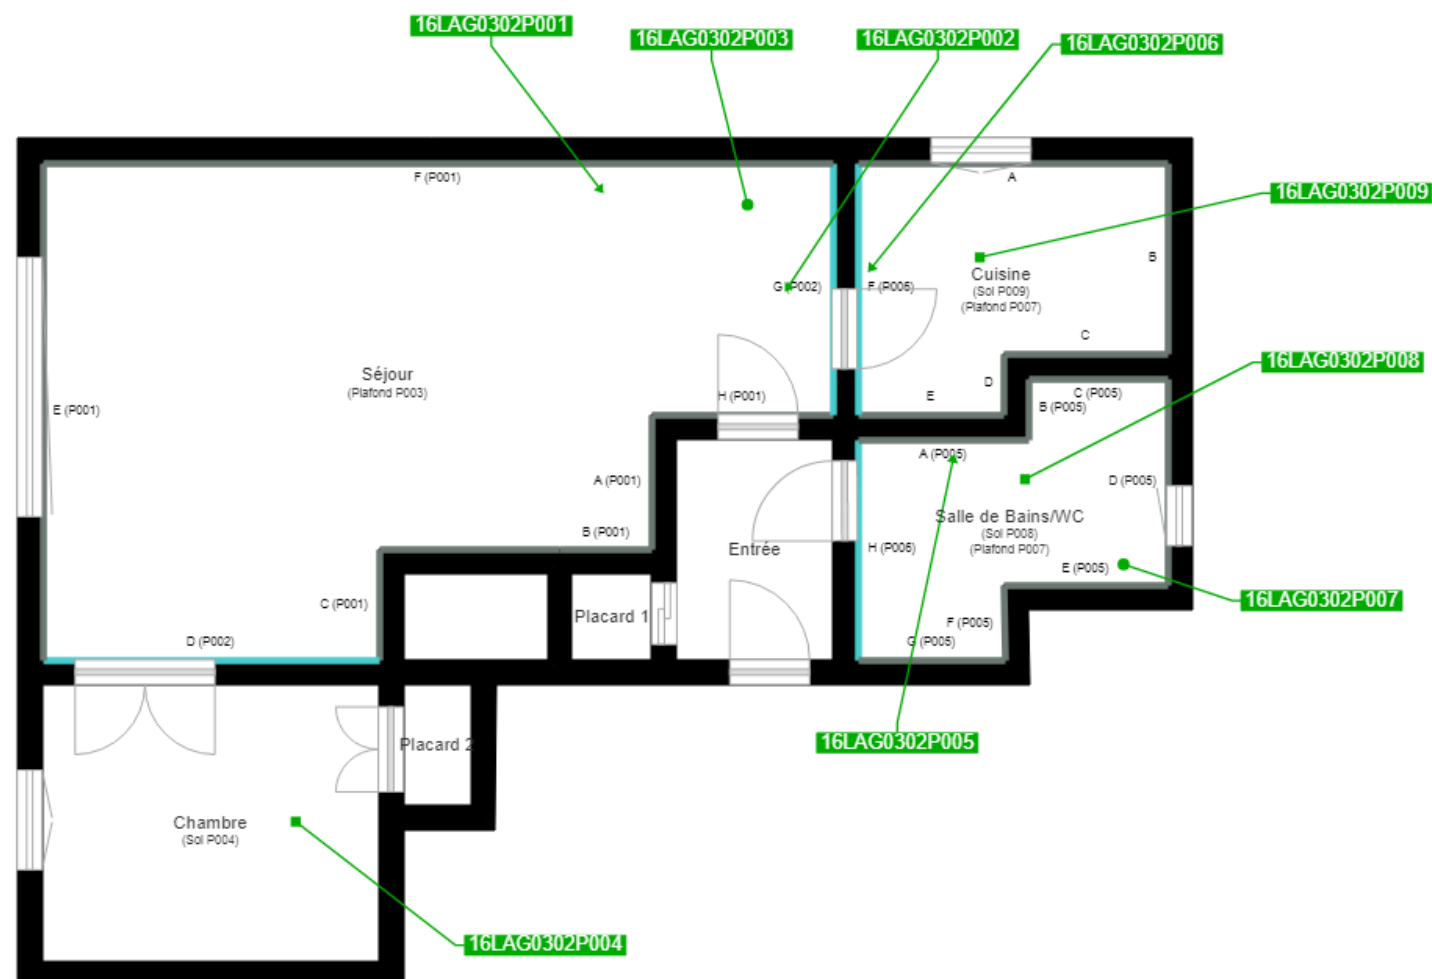 16LAG0302P001
16LAG0302P003
16LAG0302P002
16LAG0302P006
16LAG0302P009
F (P001)
A
B
G (P002)
F (P006)
Cuisine
(Sol P009)
(Plafond P007)
C
D
E
Séjour
(Plafond P003)
E (P001)
H (P001)
16LAG0302P008
C (P005)
B (P005)
A (P005)
D (P005)
A (P001)
B (P001)
Salle de Bains/WC
(Sol P008)
(Plafond P007)
H (P006)
E (P005)
Entrée
16LAG0302P007
C (P001)
Placard 1
F (P005)
G (P005)
D (P002)
16LAG0302P005
Placard 2
Chambre
(Sol P004)
16LAG0302P004